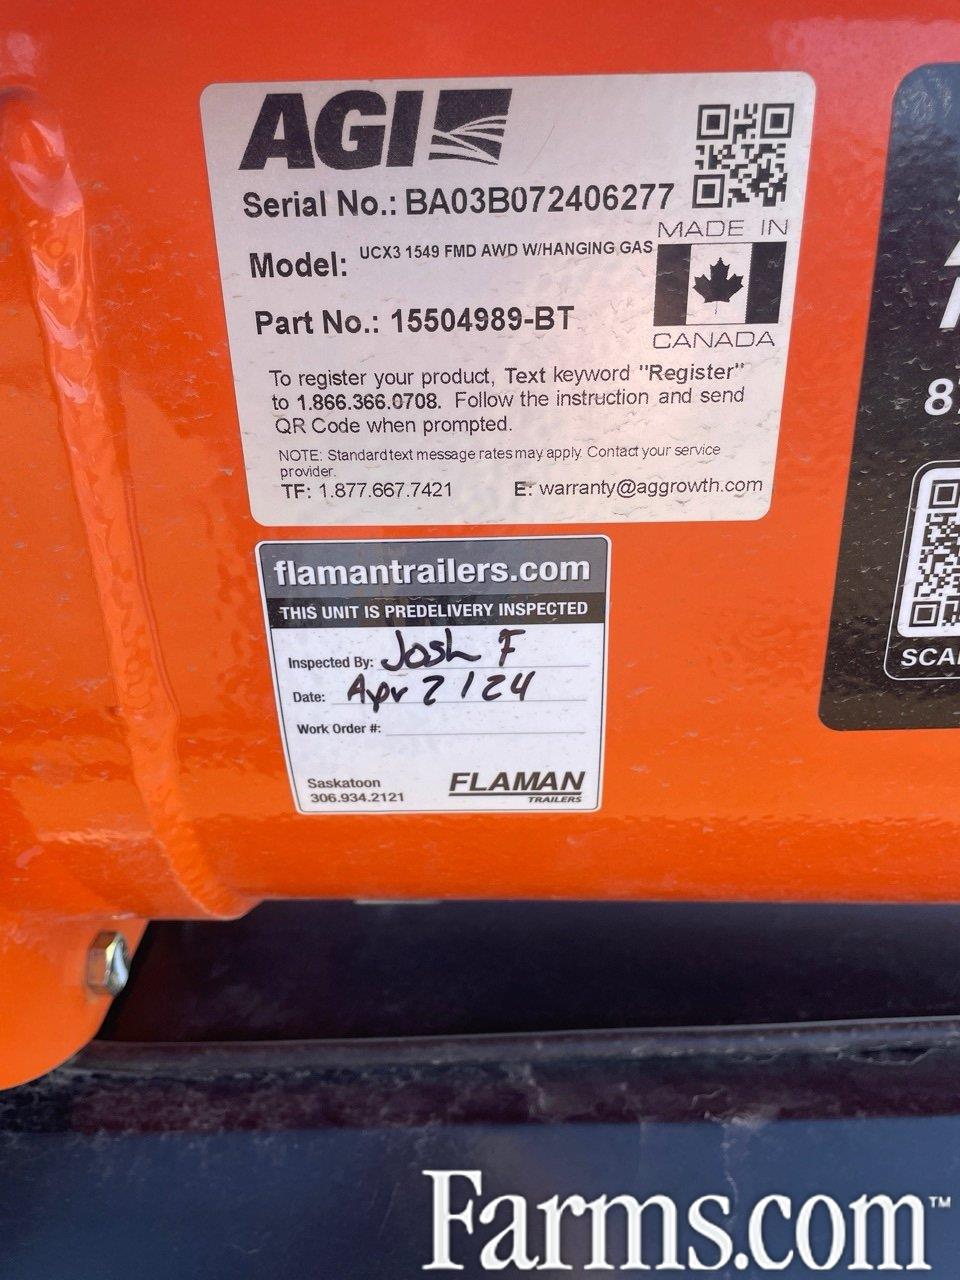 AGI
Serial No.: BA03B072406277
Model: UCX3 1549 FMD AWD W/HANGING GAS
MADE IN
CANADA
Part No.: 15504989-BT
To register your product, Text keyword "Register"
to 1.866.366.0708. Follow the instruction and send
QR Code when prompted.
NOTE: Standard text message rates may apply. Contact your service
provider.
TF: 1.877.667.7421 E: warranty@aggrowth.com
flamantrailers.com
THIS UNIT IS PREDELIVERY INSPECTED
Inspected By: Josh F
Date: Apr 2/24
Work Order #:
Saskatoon
306.934.2121
FLAMAN
TRAILERS
Farms.com™